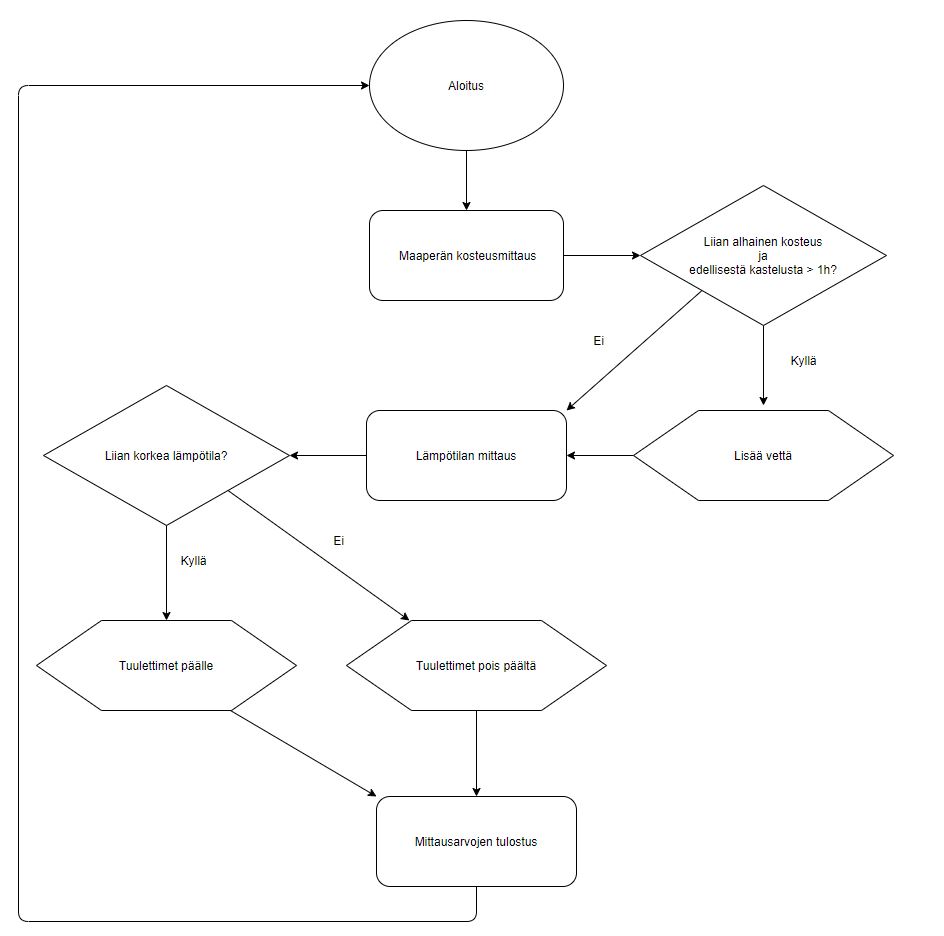 Aloitus
Maaperän kosteusmittaus
Liian alhainen kosteus
ja
edellisestä kastelusta > 1h?
Ei
Kyllä
Liian korkea lämpötila?
Lämpötilan mittaus
Lisää vettä
Ei
Kyllä
Tuulettimet päälle
Tuulettimet pois päältä
Mittausarvojen tulostus